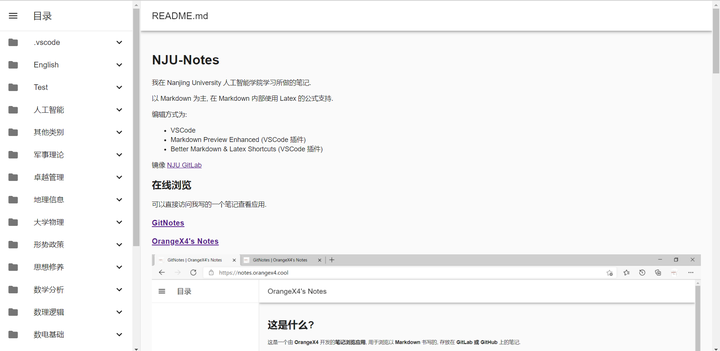 目录
README.md
.vscode
English
Test
人工智能
其他类别
军事理论
卓越管理
地理信息
大学物理
形势政策
思想修养
数学分析
数理逻辑
数电基础
NJU-Notes
我在 Nanjing University 人工智能学院学习所做的笔记.
以 Markdown 为主, 在 Markdown 内部使用 Latex 的公式支持.
编辑方式为:
VSCode
Markdown Preview Enhanced (VSCode 插件)
Better Markdown & Latex Shortcuts (VSCode 插件)
镜像 NJU GitLab
在线浏览
可以直接访问我写的一个笔记查看应用.
GitNotes
OrangeX4's Notes
GitNotes | OrangeX4's Notes
GitNotes | OrangeX4's Notes
https://notes.orangex4.cool
目录
OrangeX4's Notes
这是什么?
这是一个由 OrangeX4 开发的笔记浏览应用, 用于浏览以 Markdown 书写的, 存放在 GitLab 或 GitHub 上的笔记.